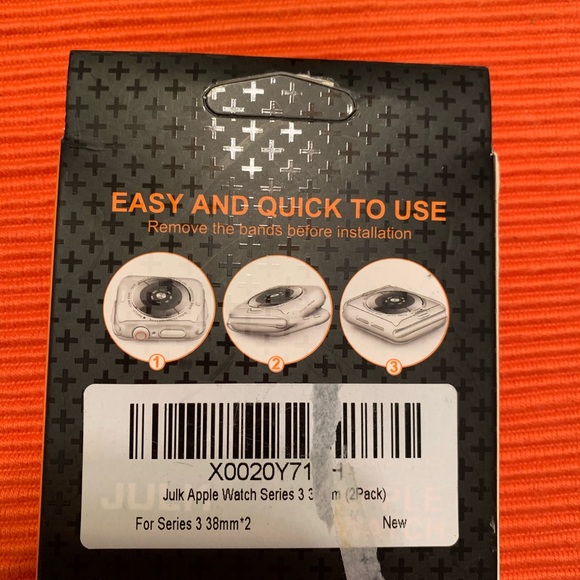 EASY AND QUICK TO USE
Remove the bands before installation
1 2 3
Julk Apple Watch Series 3 (2Pack)
For Series 3 38mm*2 New